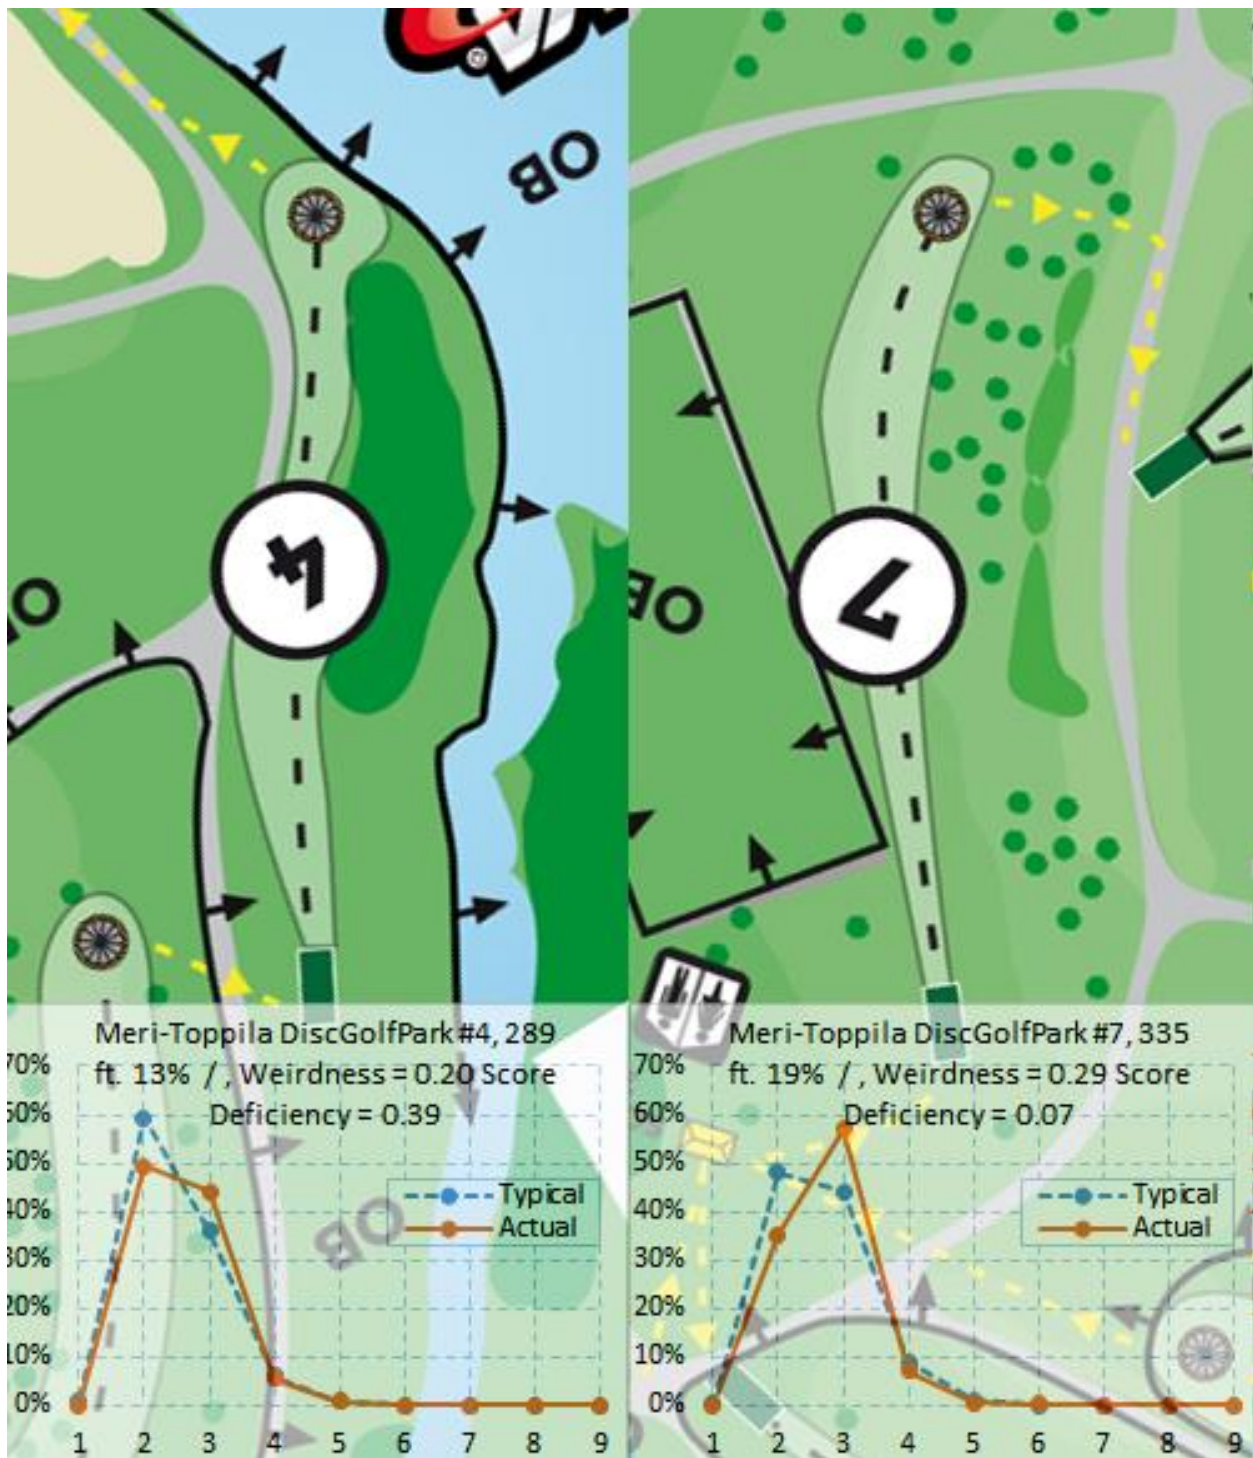 OB
4
OB
OB
Meri-Toppila DiscGolfPark #4, 289
ft. 13% / , Weirdness = 0.20 Score
Deficiency = 0.39
70%
60%
50%
40%
30%
20%
10%
0%
Typical
Actual
1 2 3 4 5 6 7 8 9
7
OB
Meri-Toppila DiscGolfPark #7, 335
ft. 19% / , Weirdness = 0.29 Score
Deficiency = 0.07
70%
60%
50%
40%
30%
20%
10%
0%
Typical
Actual
1 2 3 4 5 6 7 8 9